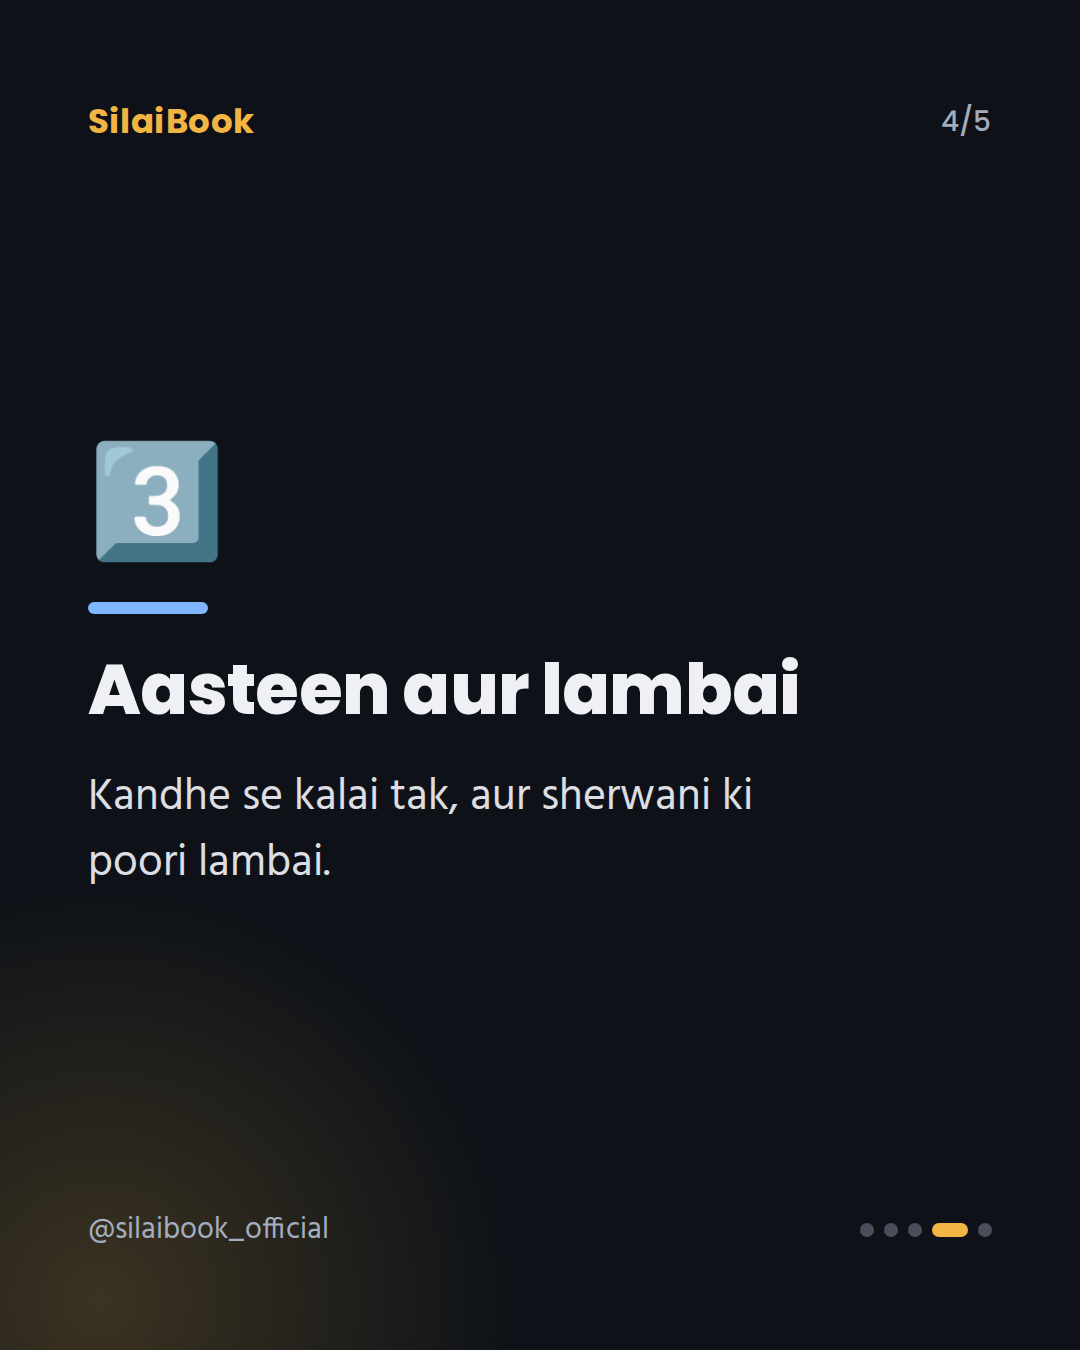 SilaiBook
4/5
3
Aasteen aur lambai
Kandhe se kalai tak, aur sherwani ki
poori lambai.
@silaibook_official